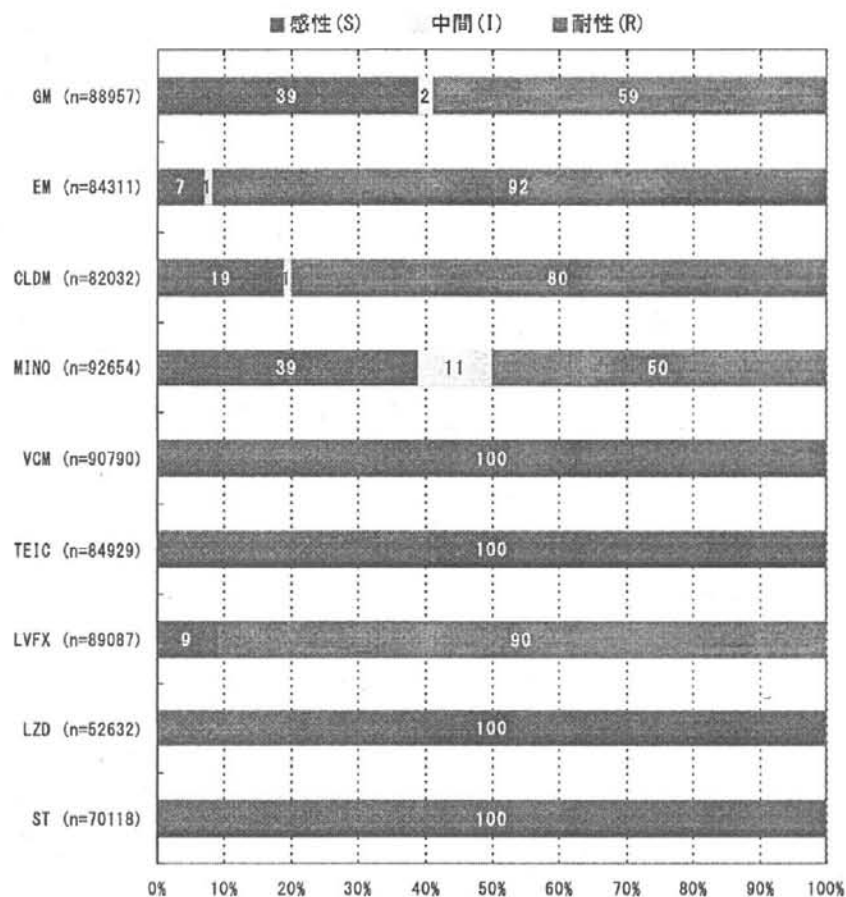 ■感性(S) 中間(I) ■耐性(R)
GM (n=88957) 39 2 59
EM (n=84311) 7 1 92
CLDM (n=82032) 19 1 80
MINO (n=92654) 39 11 50
VCM (n=90790) 100
TEIC (n=84929) 100
LVFX (n=89087) 9 90
LZD (n=52632) 100
ST (n=70118) 100
0% 10% 20% 30% 40% 50% 60% 70% 80% 90% 100%